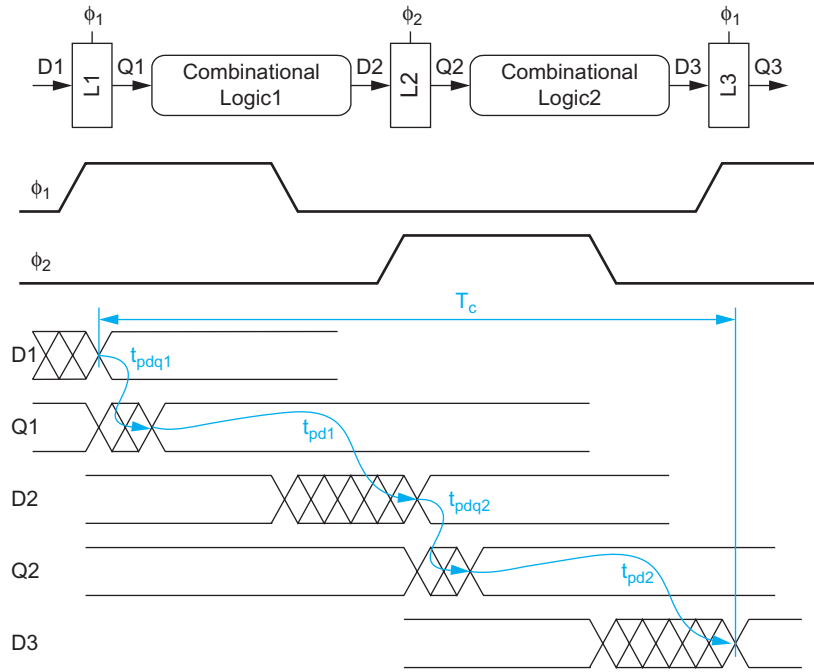 ϕ1 ϕ2 ϕ1
D1 L1 Q1 Combinational Logic1 D2 L2 Q2 Combinational Logic2 D3 L3 Q3
ϕ1
ϕ2
Tc
D1 tpdq1
Q1 tpd1
D2 tpdq2
Q2 tpd2
D3